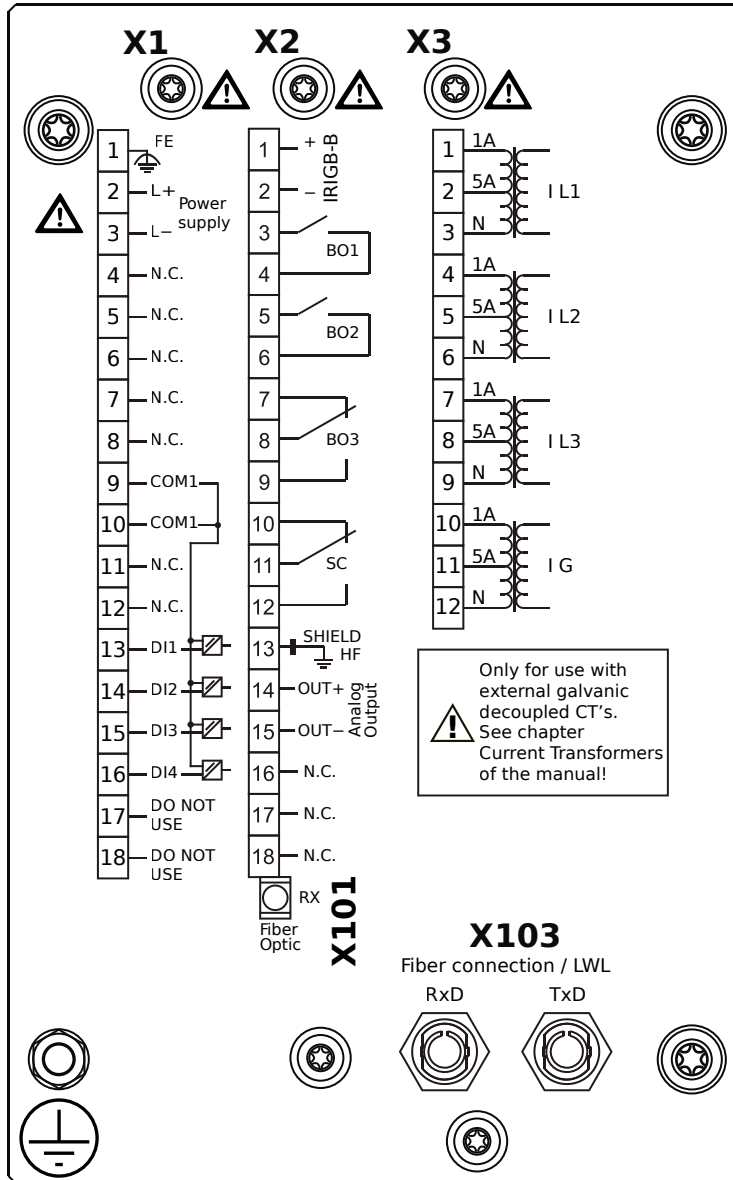 X1
X2
X3
1 FE
2 L+
3 L−
Power
supply
4 N.C.
5 N.C.
6 N.C.
7 N.C.
8 N.C.
9 COM1
10 COM1
11 N.C.
12 N.C.
13 DI1
14 DI2
15 DI3
16 DI4
17 DO NOT
USE
18 DO NOT
USE
1 +
2 −
IRIGB-B
3
BO1
4
5
BO2
6
7
8 BO3
9
10
11 SC
12
13 SHIELD
HF
14 OUT+
15 OUT−
Analog
Output
16 N.C.
17 N.C.
18 N.C.
RX
Fiber
Optic
X101
1 1A
2 5A IL1
3 N
4 1A
5 5A IL2
6 N
7 1A
8 5A IL3
9 N
10 1A
11 5A IG
12 N
!
!
!
!
!
Only for use with
external galvanic
decoupled CT's.
See chapter
Current Transformers
of the manual!
X103
Fiber connection / LWL
RxD TxD